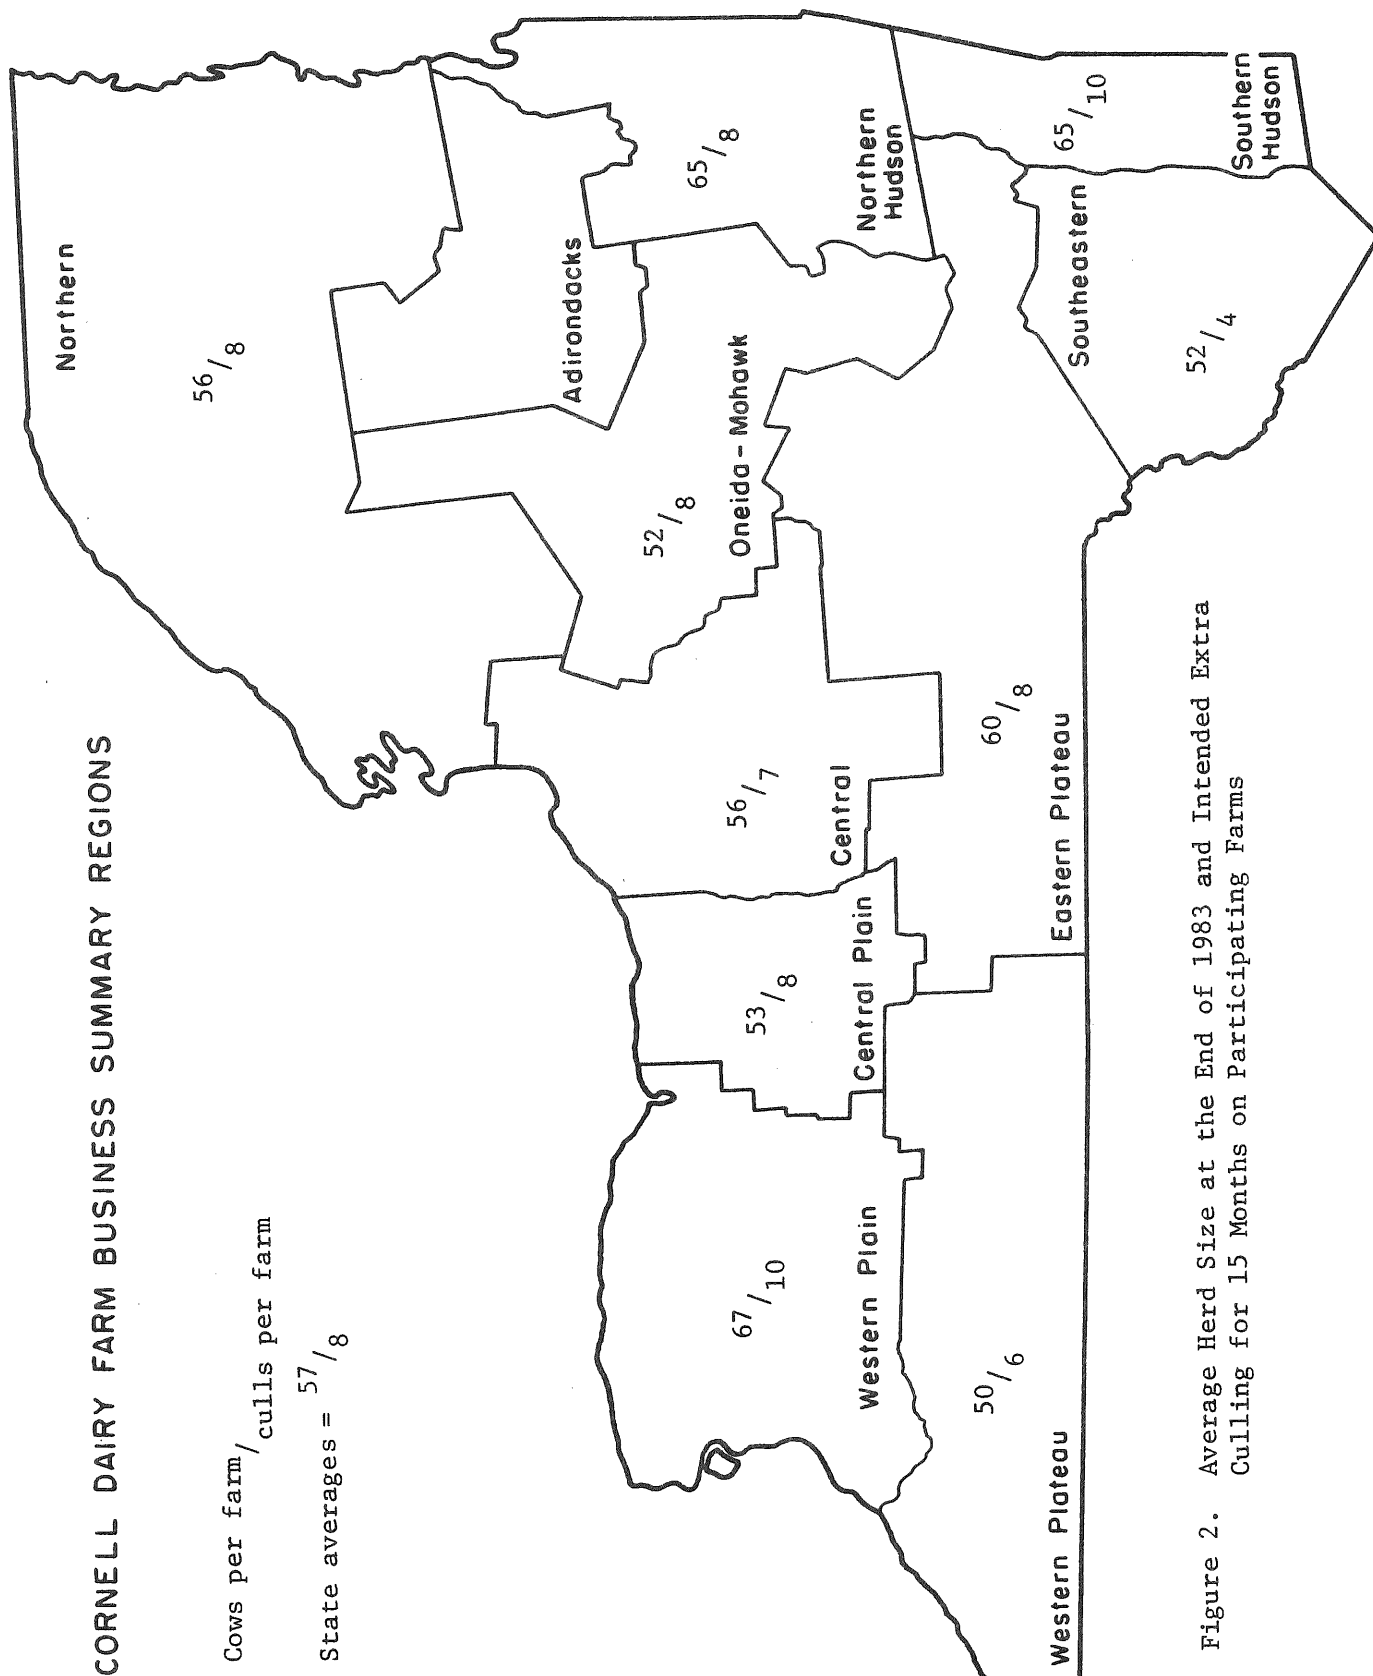 CORNELL DAIRY FARM BUSINESS SUMMARY REGIONS
Cows per farm/culls per farm
State averages = 57/8
Northern
56/8
Adirondacks
65/8
Northern
Hudson
52/8
Oneida-Mohawk
56/7
Central
53/8
Central Plain
67/10
Western Plain
65/10
Southern
Hudson
Southeastern
52/4
60/8
Eastern Plateau
50/6
Western Plateau
Figure 2. Average Herd Size at the End of 1983 and Intended Extra
Culling for 15 Months on Participating Farms